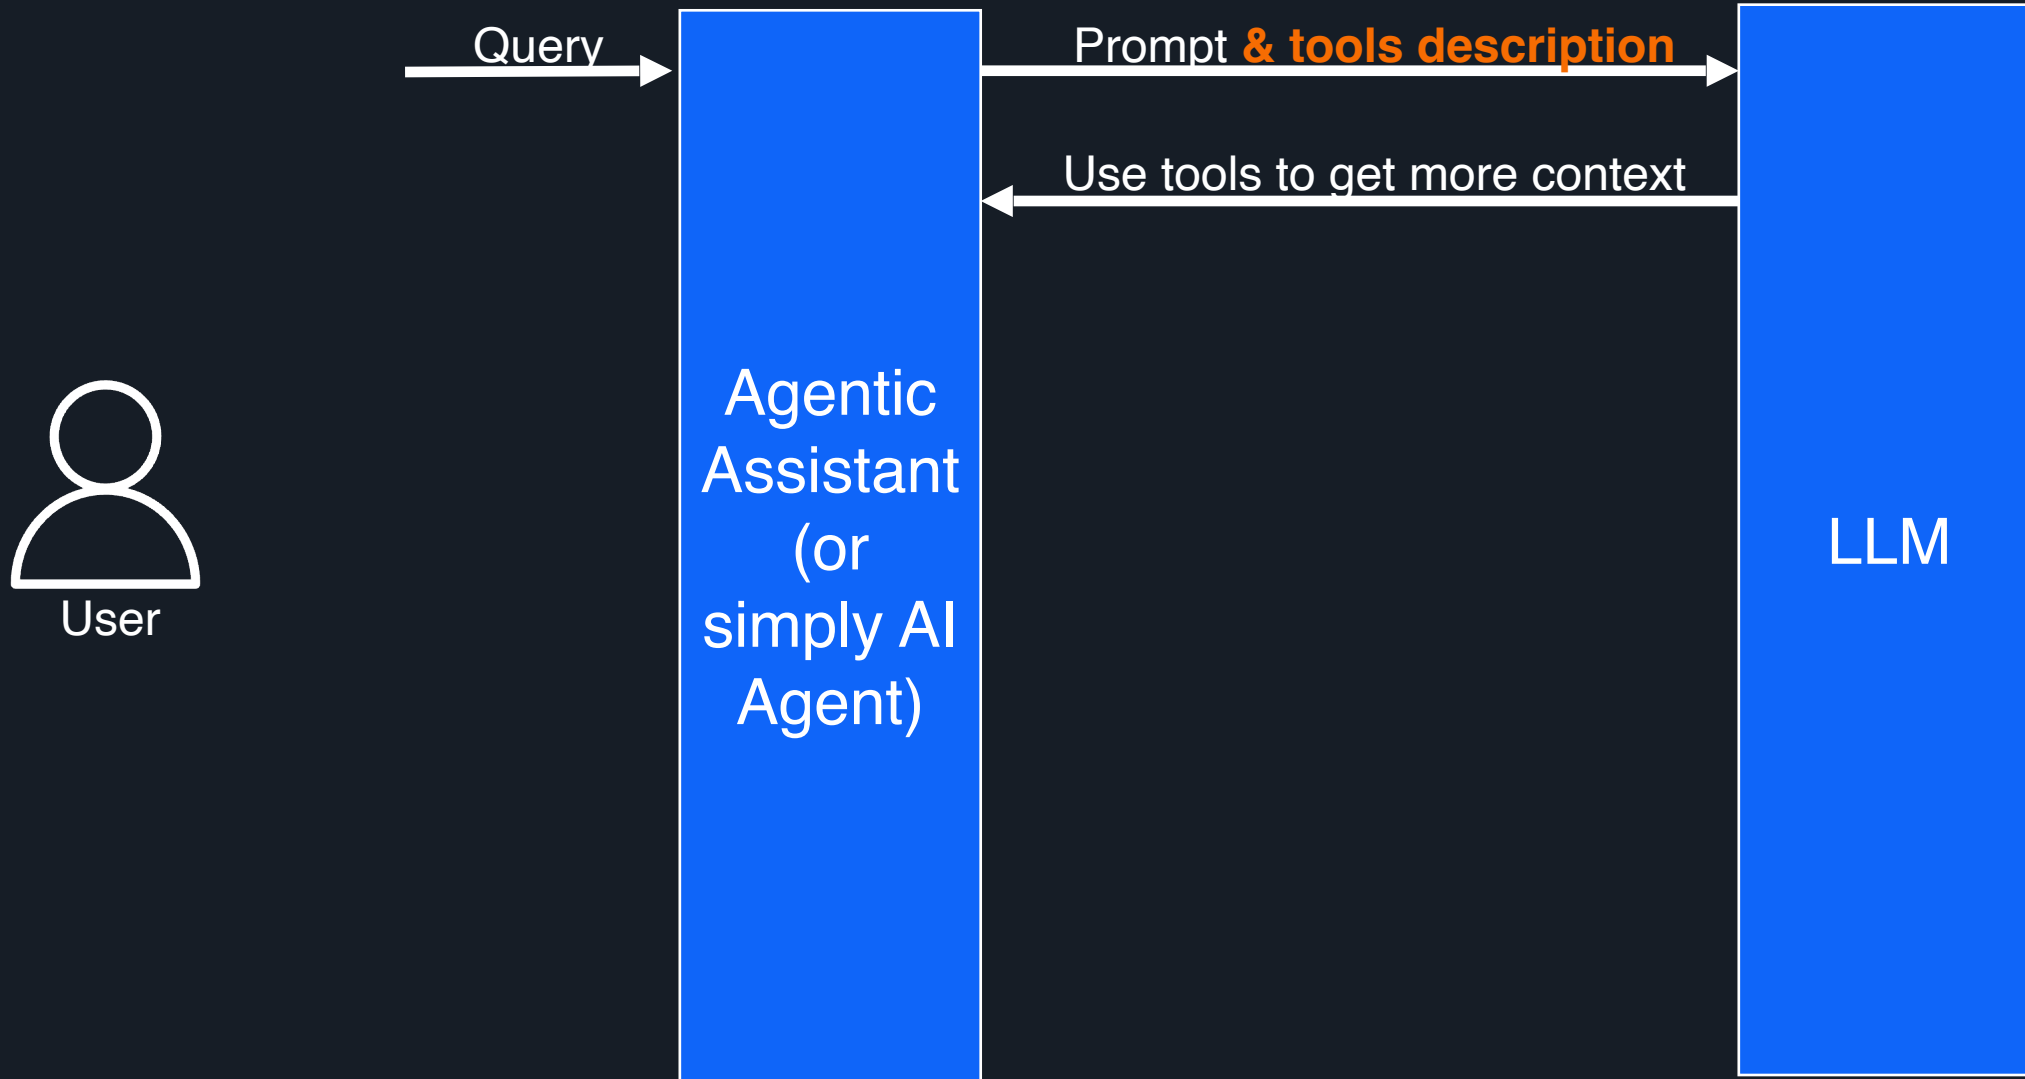 Query
Prompt & tools description
Use tools to get more context
Agentic
Assistant
(or
simply AI
Agent)
LLM
User